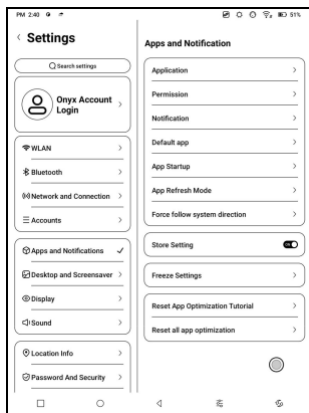 PM 2:40
51%
Settings
Search settings
Onyx Account
Login
WLAN
Bluetooth
Network and Connection
Accounts
Apps and Notifications
Desktop and Screensaver
Display
Sound
Location Info
Password And Security
Apps and Notification
Application
Permission
Notification
Default app
App Startup
App Refresh Mode
Force follow system direction
Store Setting
ON
Freeze Settings
Reset App Optimization Tutorial
Reset all app optimization